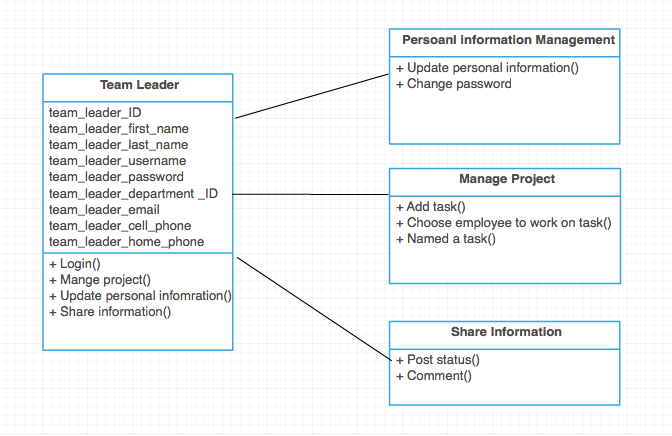 Team Leader
team_leader_ID
team_leader_first_name
team_leader_last_name
team_leader_username
team_leader_password
team_leader_department _ID
team_leader_email
team_leader_cell_phone
team_leader_home_phone
+ Login()
+ Mange project()
+ Update personal infomration()
+ Share information()
Persoanl information Management
+ Update personal information()
+ Change password
Manage Project
+ Add task()
+ Choose employee to work on task()
+ Named a task()
Share Information
+ Post status()
+ Comment()